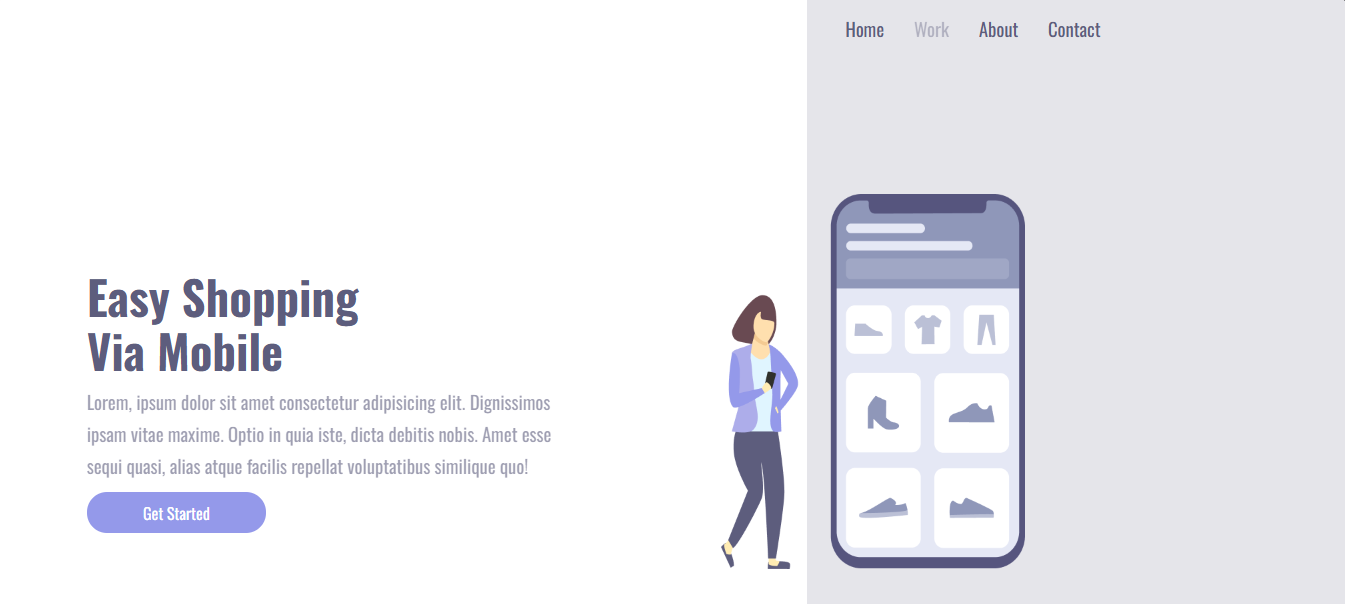 Home Work About Contact
Easy Shopping
Via Mobile
Lorem, ipsum dolor sit amet consectetur adipisicing elit. Dignissimos
ipsam vitae maxime. Optio in quia iste, dicta debitis nobis. Amet esse
sequi quasi, alias atque facilis repellat voluptatibus similique quo!
Get Started